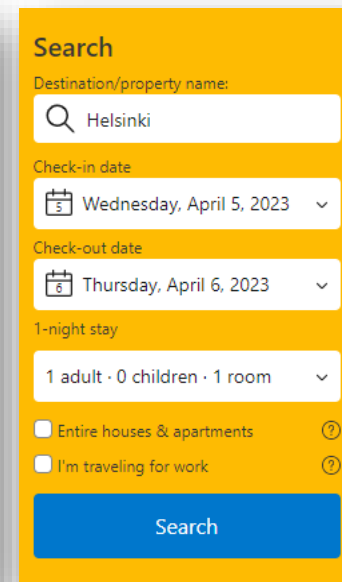 Search
Destination/property name:
Helsinki
Check-in date
5 Wednesday, April 5, 2023
Check-out date
6 Thursday, April 6, 2023
1-night stay
1 adult · 0 children · 1 room
Entire houses & apartments ?
I'm traveling for work ?
Search